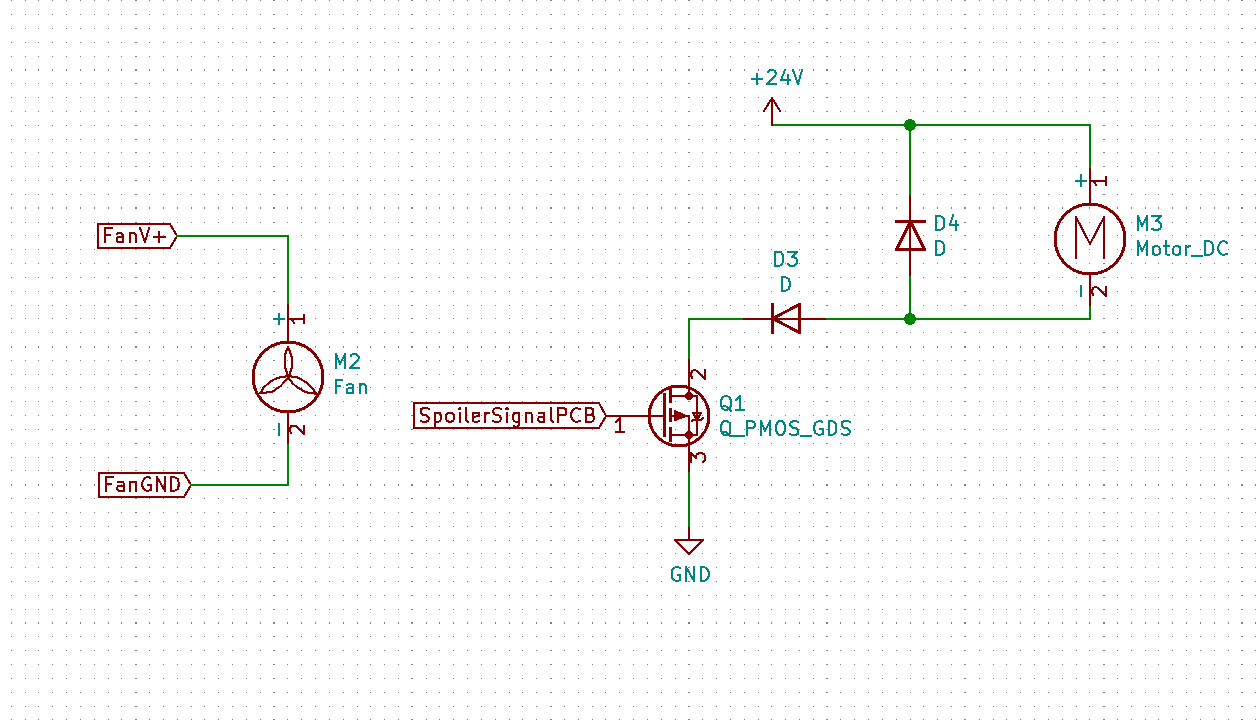 +24V
FanV+
+
1
M2
Fan
-
2
FanGND
SpoilerSignalPCB
1
2
Q1
Q_PMOS_GDS
3
GND
D3
D
D4
D
+
1
M
M3
Motor_DC
-
2